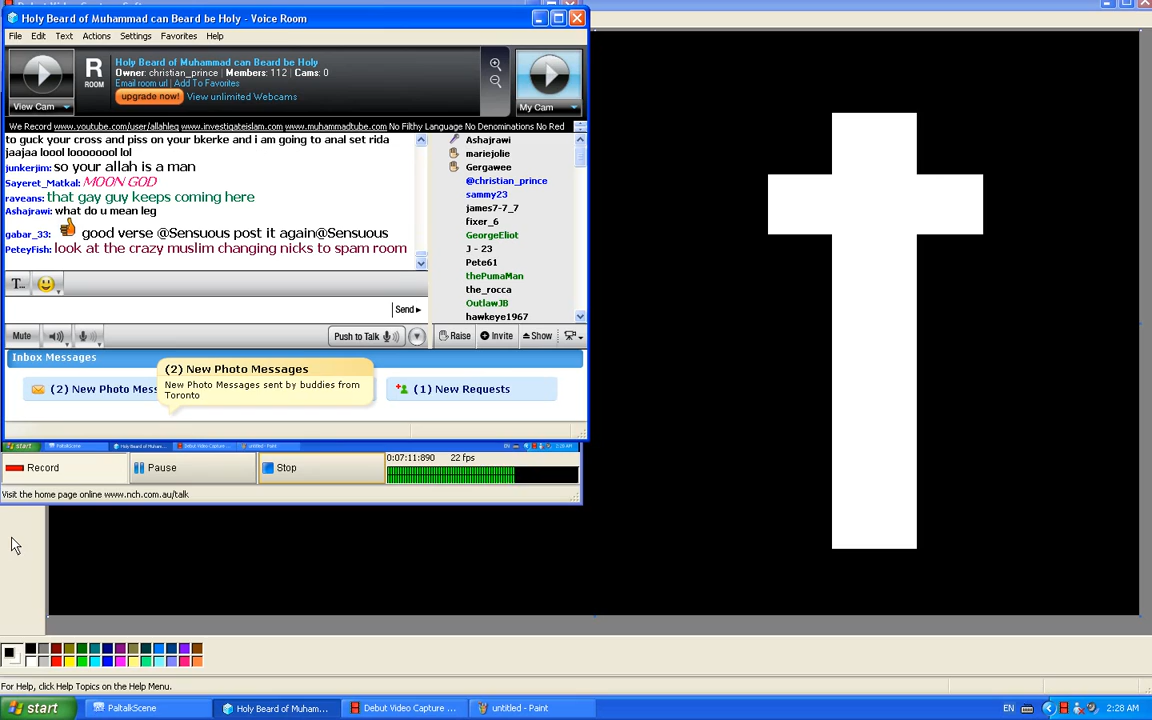 Holy Beard of Muhammad can Beard be Holy - Voice Room
File Edit Text Actions Settings Favorites Help
R ROOM
Holy Beard of Muhammad can Beard be Holy
Owner: christian_prince | Members: 112 | Cams: 0
Email room url | Add To Favorites
upgrade now! View unlimited Webcams
View Cam
My Cam
We Record www.youtube.com/user/allahleg www.investigateislam.com www.muhammadtube.com No Filthy Language No Denominations No Red
to guck your cross and piss on your bkerke and i am going to anal set rida
jaajaa loool looooooool lol
junkerjim: so your allah is a man
Sayeret_Matkal: MOON GOD
raveans: that gay guy keeps coming here
Ashajrawi: what do u mean leg
gabar_33: good verse @Sensuous post it again@Sensuous
PeteyFish: look at the crazy muslim changing nicks to spam room
Ashajrawi
mariejolie
Gergawee
@christian_prince
sammy23
james7-7_7
fixer_6
GeorgeEliot
J - 23
Pete61
thePumaMan
the_rocca
OutlawJB
hawkeye1967
T...
Send
Mute
Push to Talk
Raise Invite Show
Inbox Messages
(2) New Photo Mess
(2) New Photo Messages
New Photo Messages sent by buddies from
Toronto
(1) New Requests
Record Pause Stop
0:07:11:890 22 fps
Visit the home page online www.nch.com.au/talk
For Help, click Help Topics on the Help Menu.
start PaltalkScene Holy Beard of Muham... Debut Video Capture ... untitled - Paint EN 2:28 AM